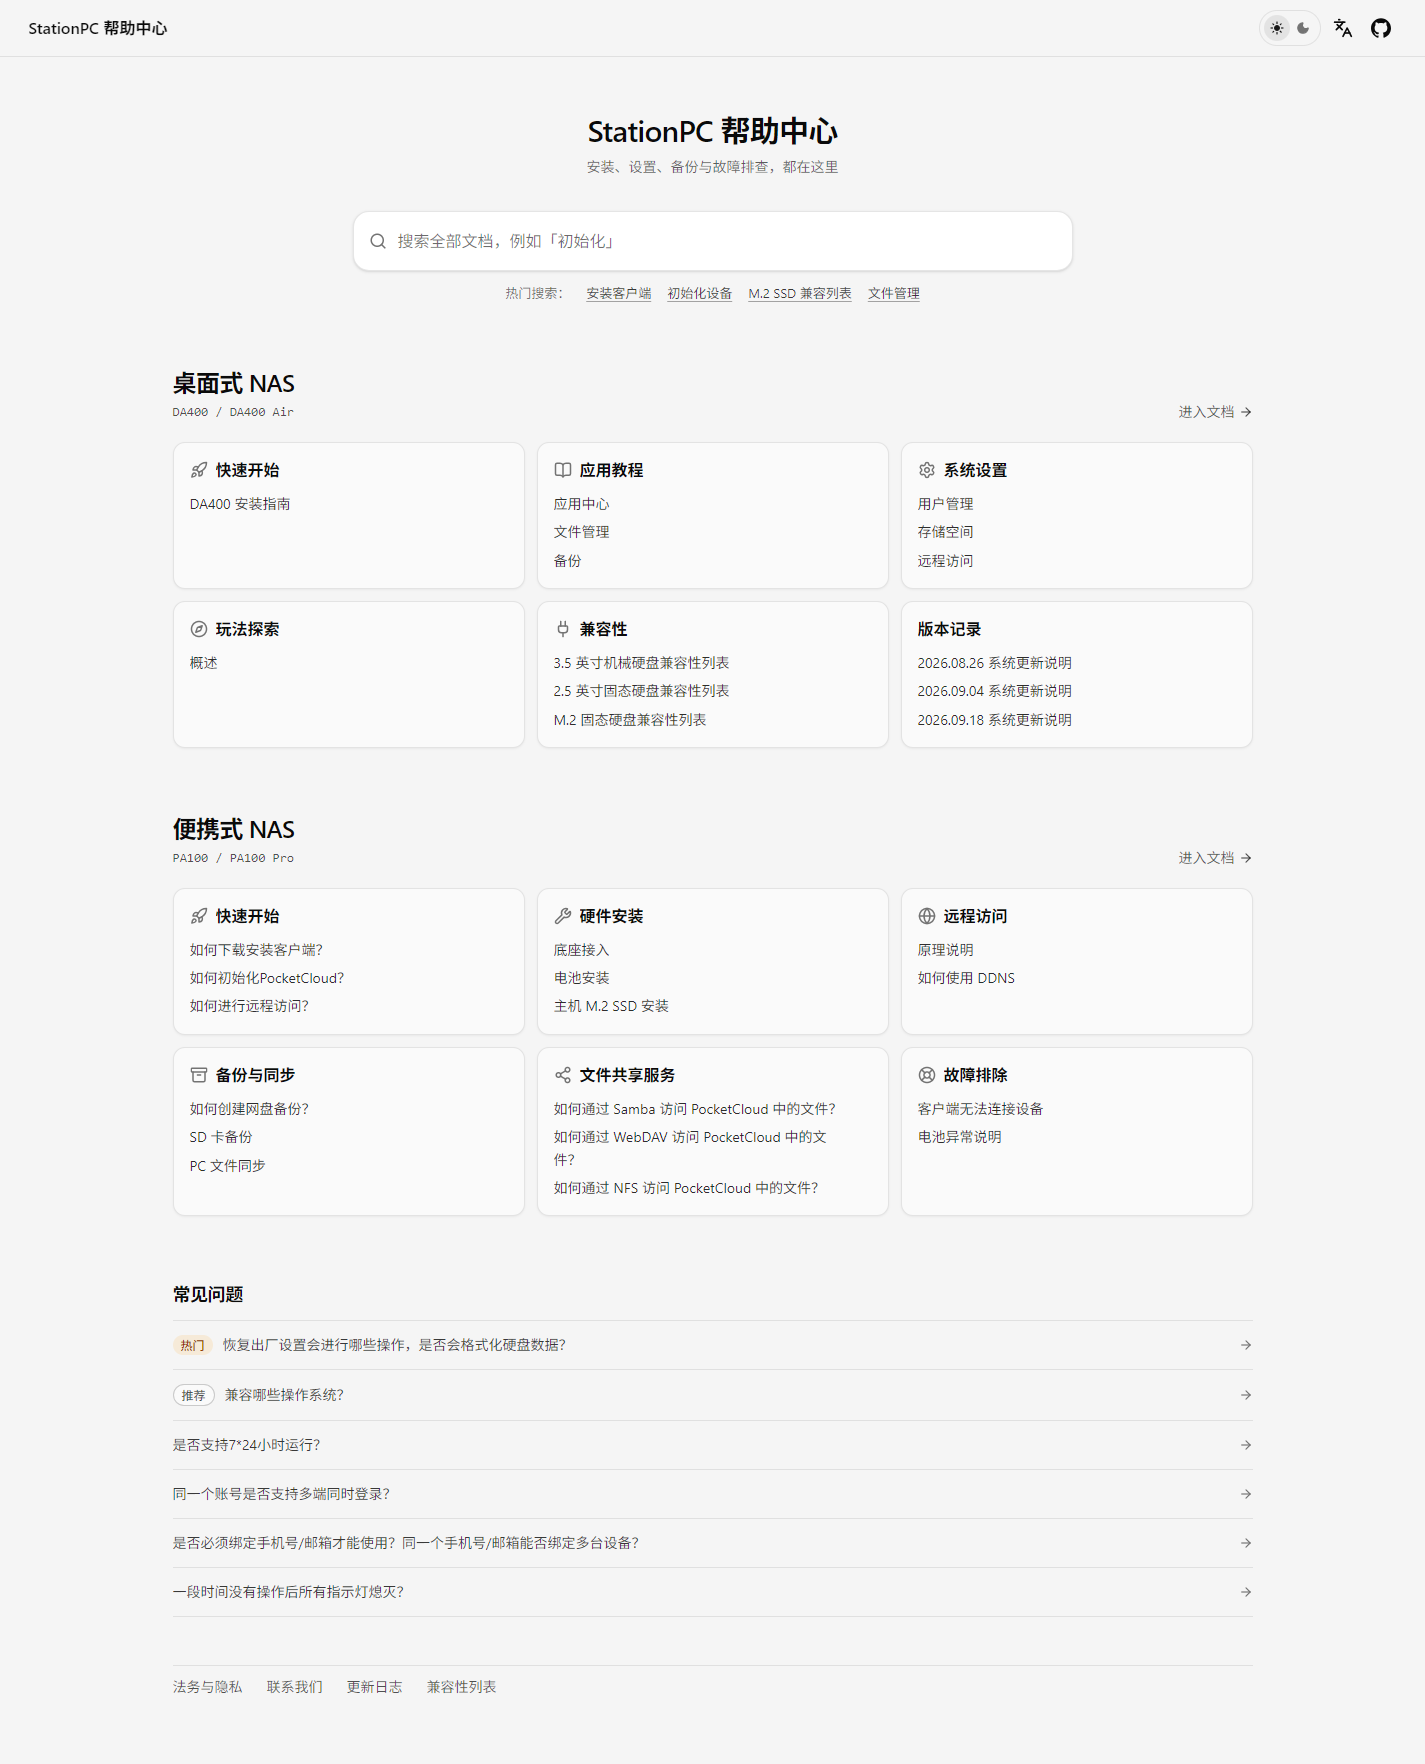 StationPC 帮助中心
StationPC 帮助中心
安装、设置、备份与故障排查，都在这里
搜索全部文档，例如「初始化」
热门搜索： 安装客户端 初始化设备 M.2 SSD 兼容列表 文件管理
桌面式 NAS
DA400 / DA400 Air
进入文档
快速开始
DA400 安装指南
应用教程
应用中心
文件管理
备份
系统设置
用户管理
存储空间
远程访问
玩法探索
概述
兼容性
3.5 英寸机械硬盘兼容性列表
2.5 英寸固态硬盘兼容性列表
M.2 固态硬盘兼容性列表
版本记录
2026.08.26 系统更新说明
2026.09.04 系统更新说明
2026.09.18 系统更新说明
便携式 NAS
PA100 / PA100 Pro
进入文档
快速开始
如何下载安装客户端？
如何初始化PocketCloud？
如何进行远程访问？
硬件安装
底座接入
电池安装
主机 M.2 SSD 安装
远程访问
原理说明
如何使用 DDNS
备份与同步
如何创建网盘备份？
SD 卡备份
PC 文件同步
文件共享服务
如何通过 Samba 访问 PocketCloud 中的文件？
如何通过 WebDAV 访问 PocketCloud 中的文
件？
如何通过 NFS 访问 PocketCloud 中的文件？
故障排除
客户端无法连接设备
电池异常说明
常见问题
热门 恢复出厂设置会进行哪些操作，是否会格式化硬盘数据？
推荐 兼容哪些操作系统？
是否支持7*24小时运行？
同一个账号是否支持多端同时登录？
是否必须绑定手机号/邮箱才能使用？同一个手机号/邮箱能否绑定多台设备？
一段时间没有操作后所有指示灯熄灭？
法务与隐私 联系我们 更新日志 兼容性列表